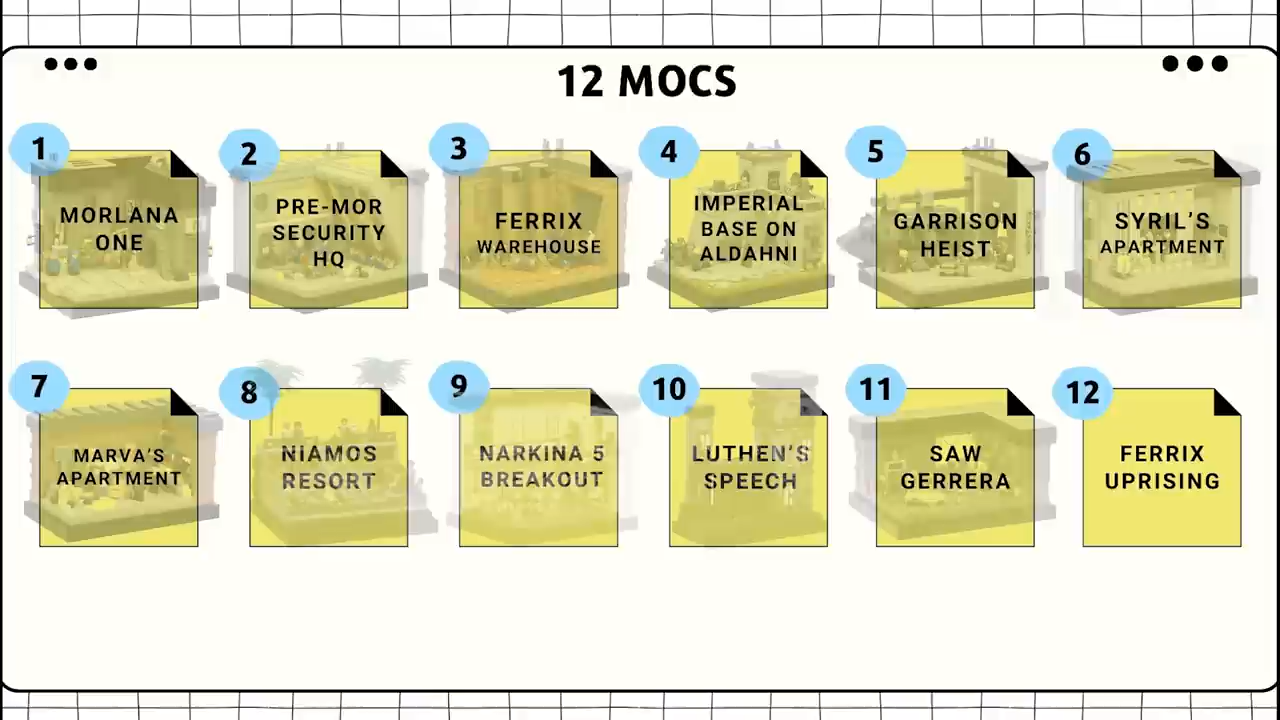 12 MOCS
1
MORLANA
ONE
2
PRE-MOR
SECURITY
HQ
3
FERRIX
WAREHOUSE
4
IMPERIAL
BASE ON
ALDAHNI
5
GARRISON
HEIST
6
SYRIL'S
APARTMENT
7
MARVA'S
APARTMENT
8
NIAMOS
RESORT
9
NARKINA 5
BREAKOUT
10
LUTHEN'S
SPEECH
11
SAW
GERRERA
12
FERRIX
UPRISING